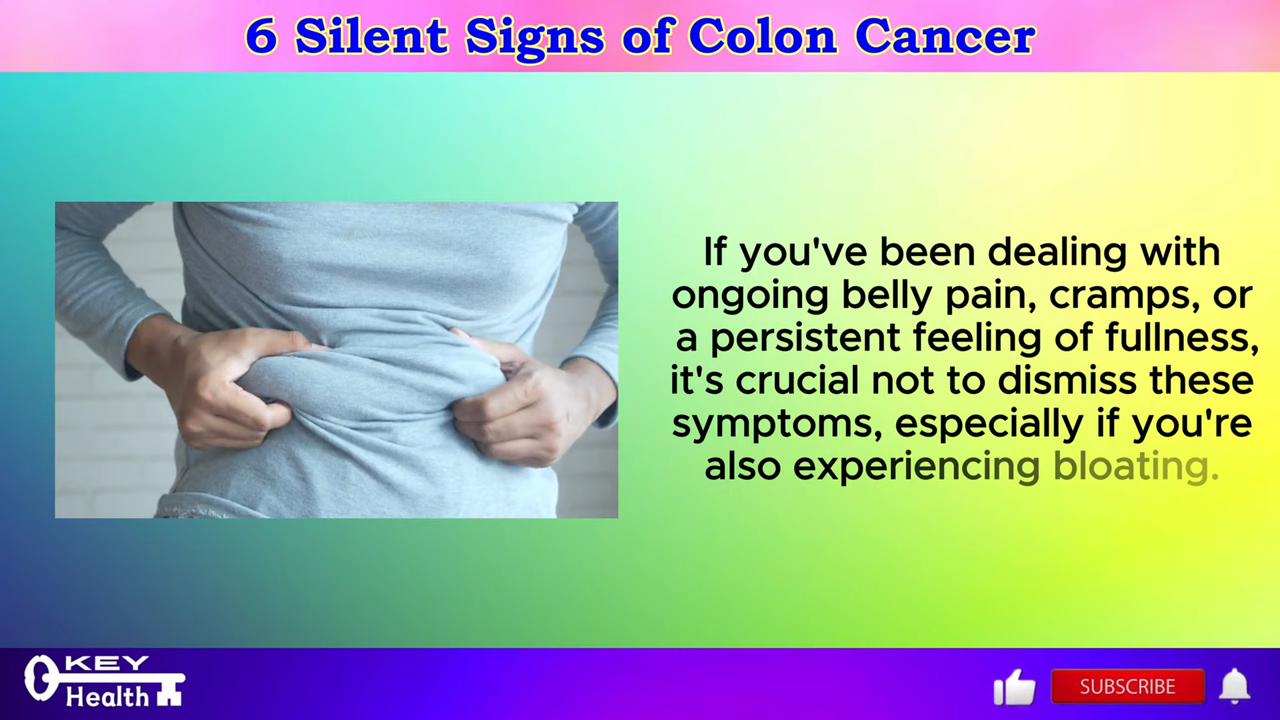 6 Silent Signs of Colon Cancer
If you've been dealing with
ongoing belly pain, cramps, or
a persistent feeling of fullness,
it's crucial not to dismiss these
symptoms, especially if you're
also experiencing bloating.
KEY
Health
SUBSCRIBE